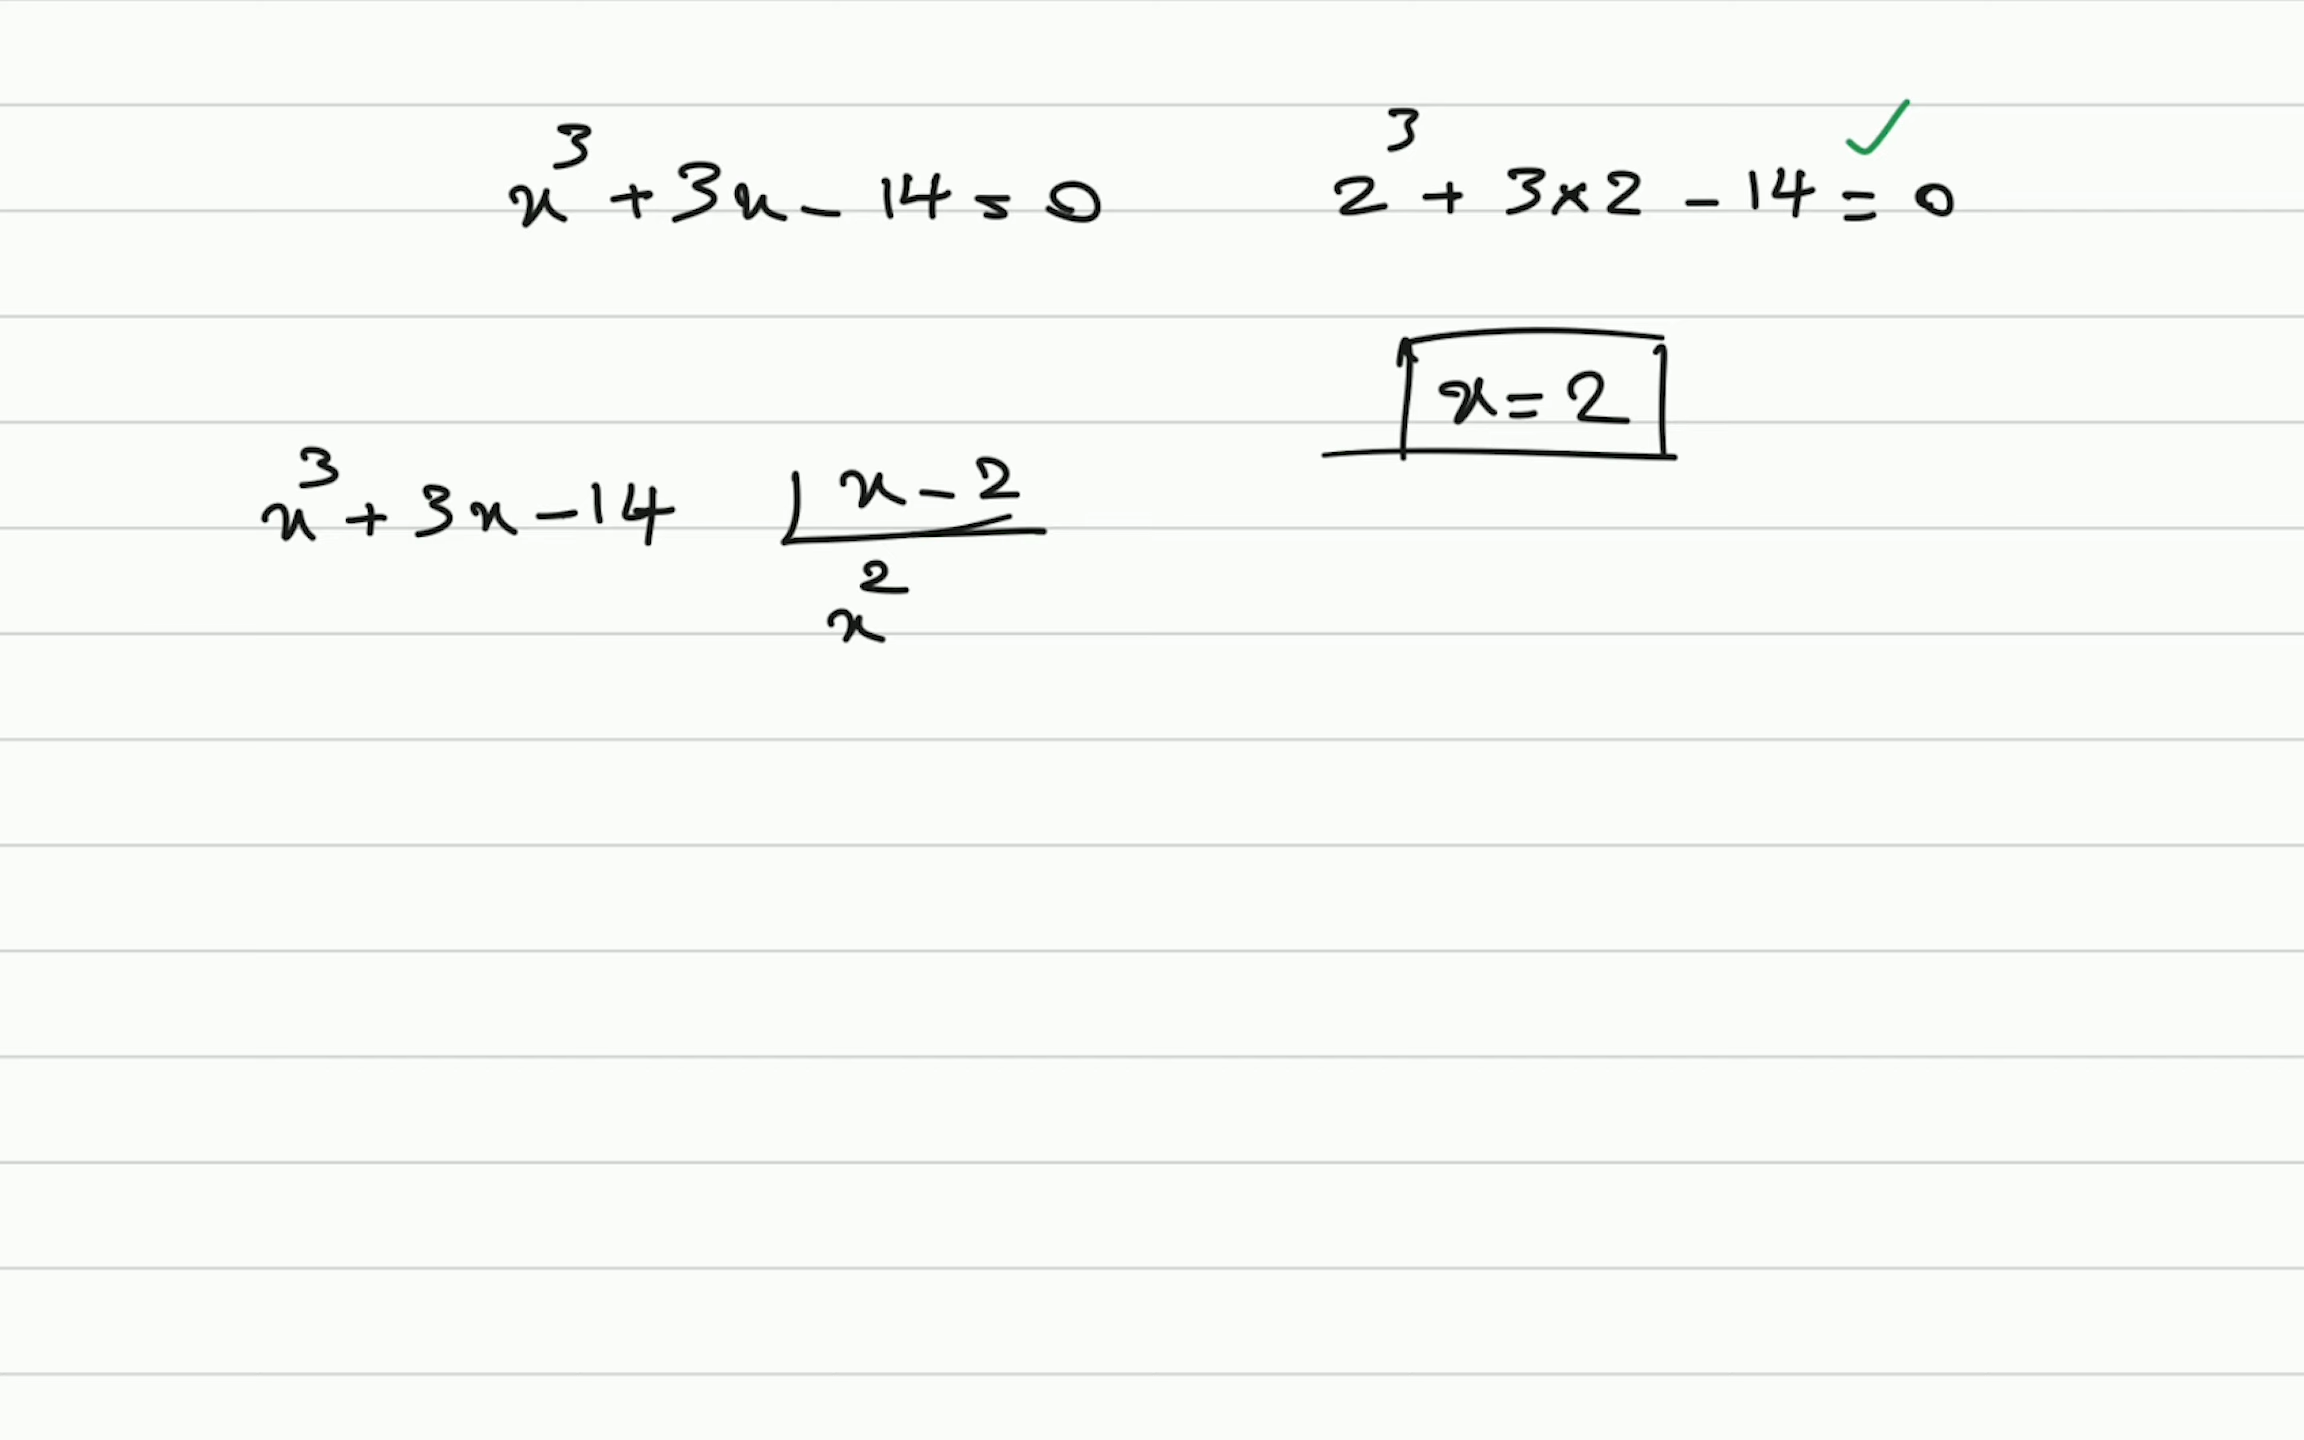 x³ + 3x - 14 = 0
2³ + 3×2 - 14 = 0 ✓
x = 2
x³ + 3x - 14 | x - 2
x²